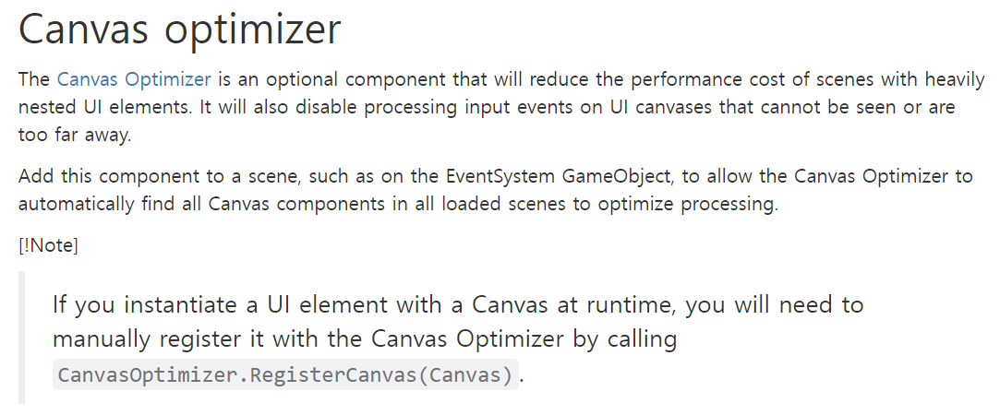 Canvas optimizer
The Canvas Optimizer is an optional component that will reduce the performance cost of scenes with heavily
nested UI elements. It will also disable processing input events on UI canvases that cannot be seen or are
too far away.
Add this component to a scene, such as on the EventSystem GameObject, to allow the Canvas Optimizer to
automatically find all Canvas components in all loaded scenes to optimize processing.
[!Note]
If you instantiate a UI element with a Canvas at runtime, you will need to
manually register it with the Canvas Optimizer by calling
CanvasOptimizer.RegisterCanvas(Canvas).